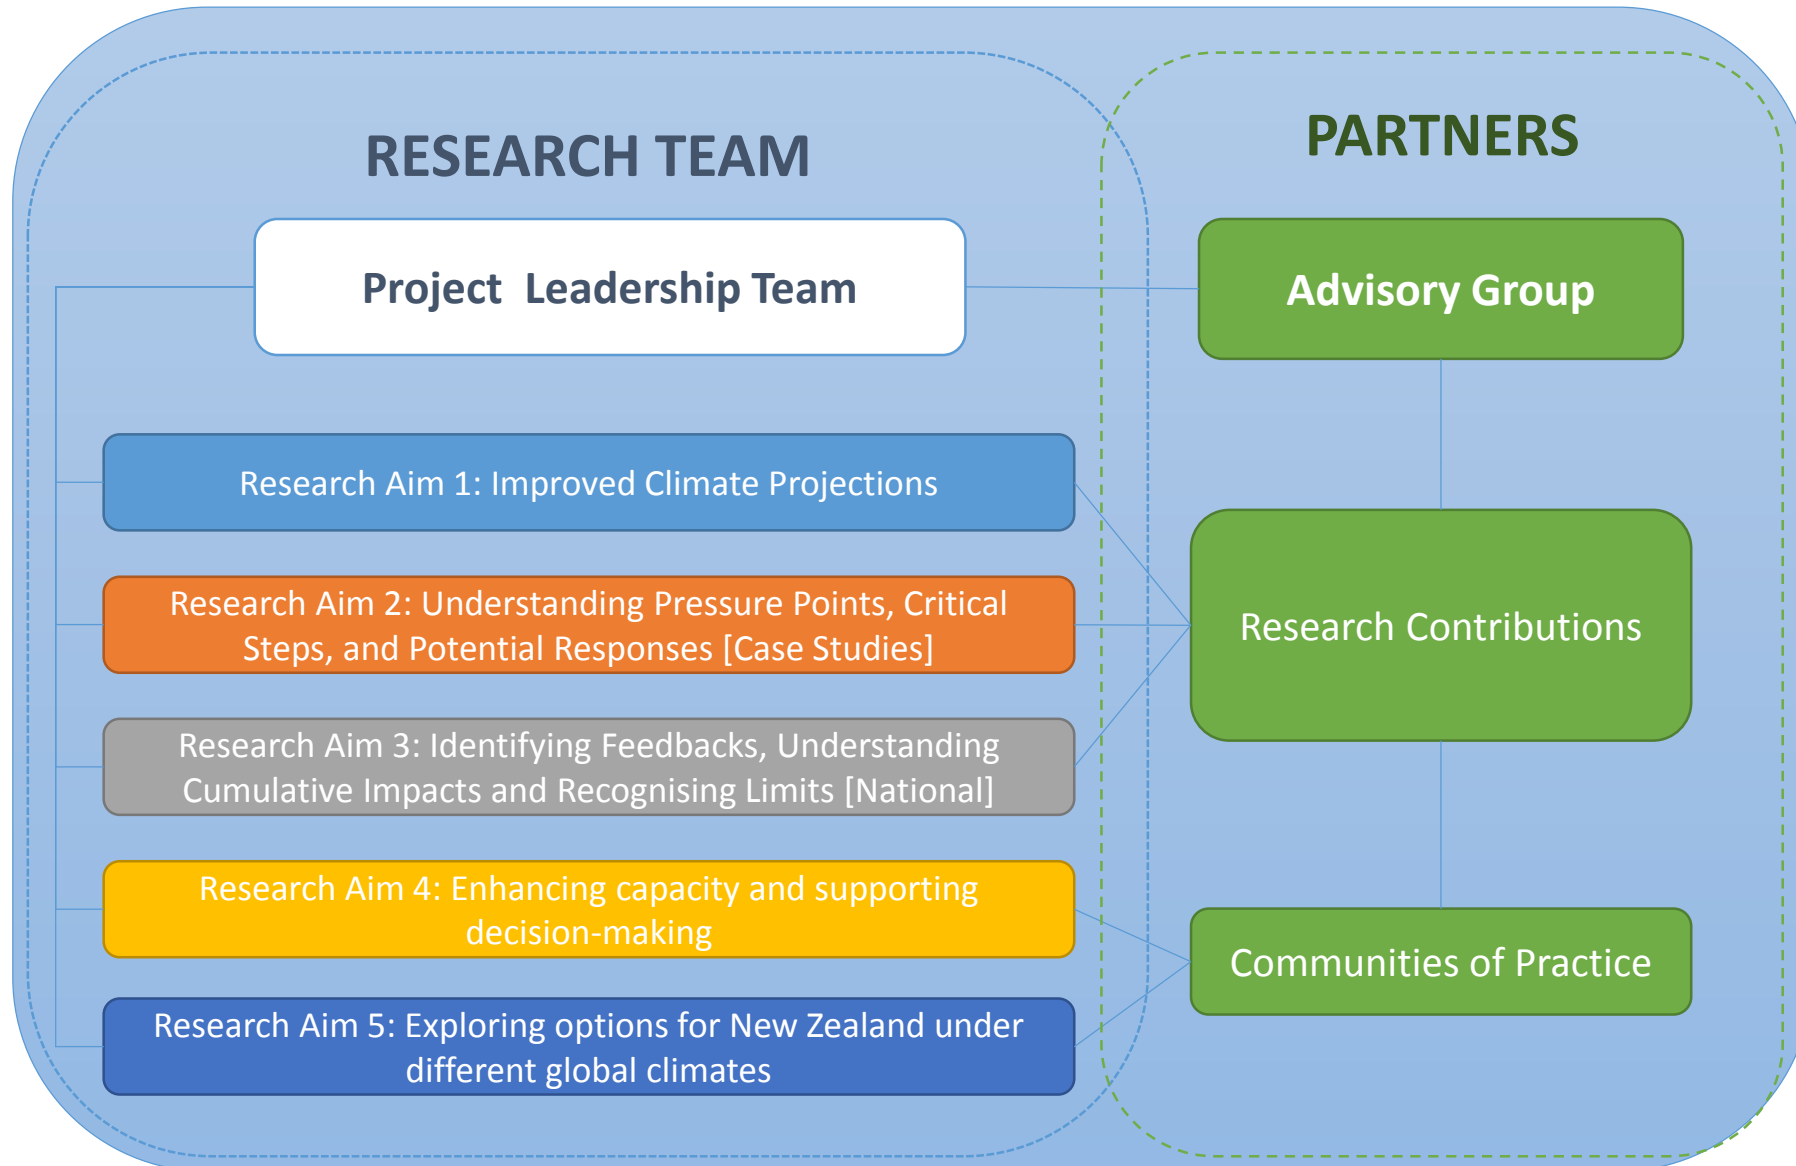 RESEARCH TEAM
Project Leadership Team
Research Aim 1: Improved Climate Projections
Research Aim 2: Understanding Pressure Points, Critical
Steps, and Potential Responses [Case Studies]
Research Aim 3: Identifying Feedbacks, Understanding
Cumulative Impacts and Recognising Limits [National]
Research Aim 4: Enhancing capacity and supporting
decision-making
Research Aim 5: Exploring options for New Zealand under
different global climates
PARTNERS
Advisory Group
Research Contributions
Communities of Practice